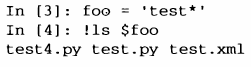 In [3]: foo = 'test*'
In [4]: !ls $foo
test4.py test.py test.xml